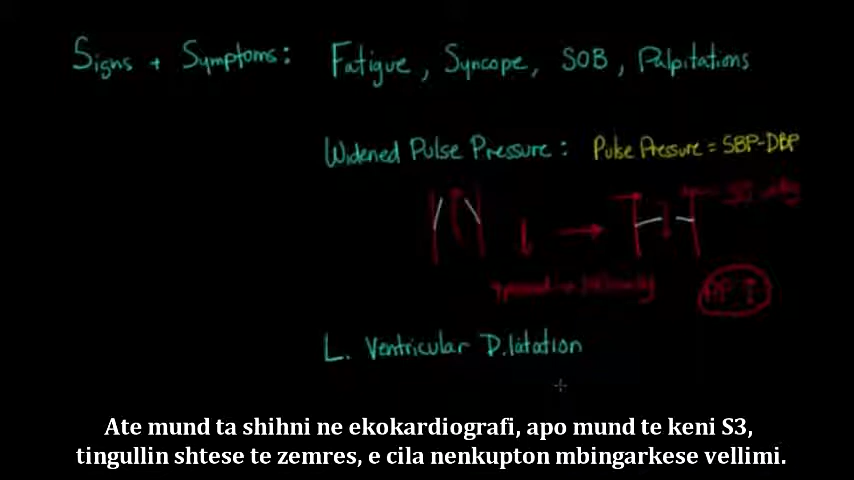 Signs + Symptoms: Fatigue, Syncope, SOB, Palpitations
Widened Pulse Pressure: Pulse Pressure = SBP-DBP
L. Ventricular Dilatation
Ate mund ta shihni ne ekokardiografi, apo mund te keni S3,
tingullin shtese te zemres, e cila nenkupton mbingarkese vellimi.